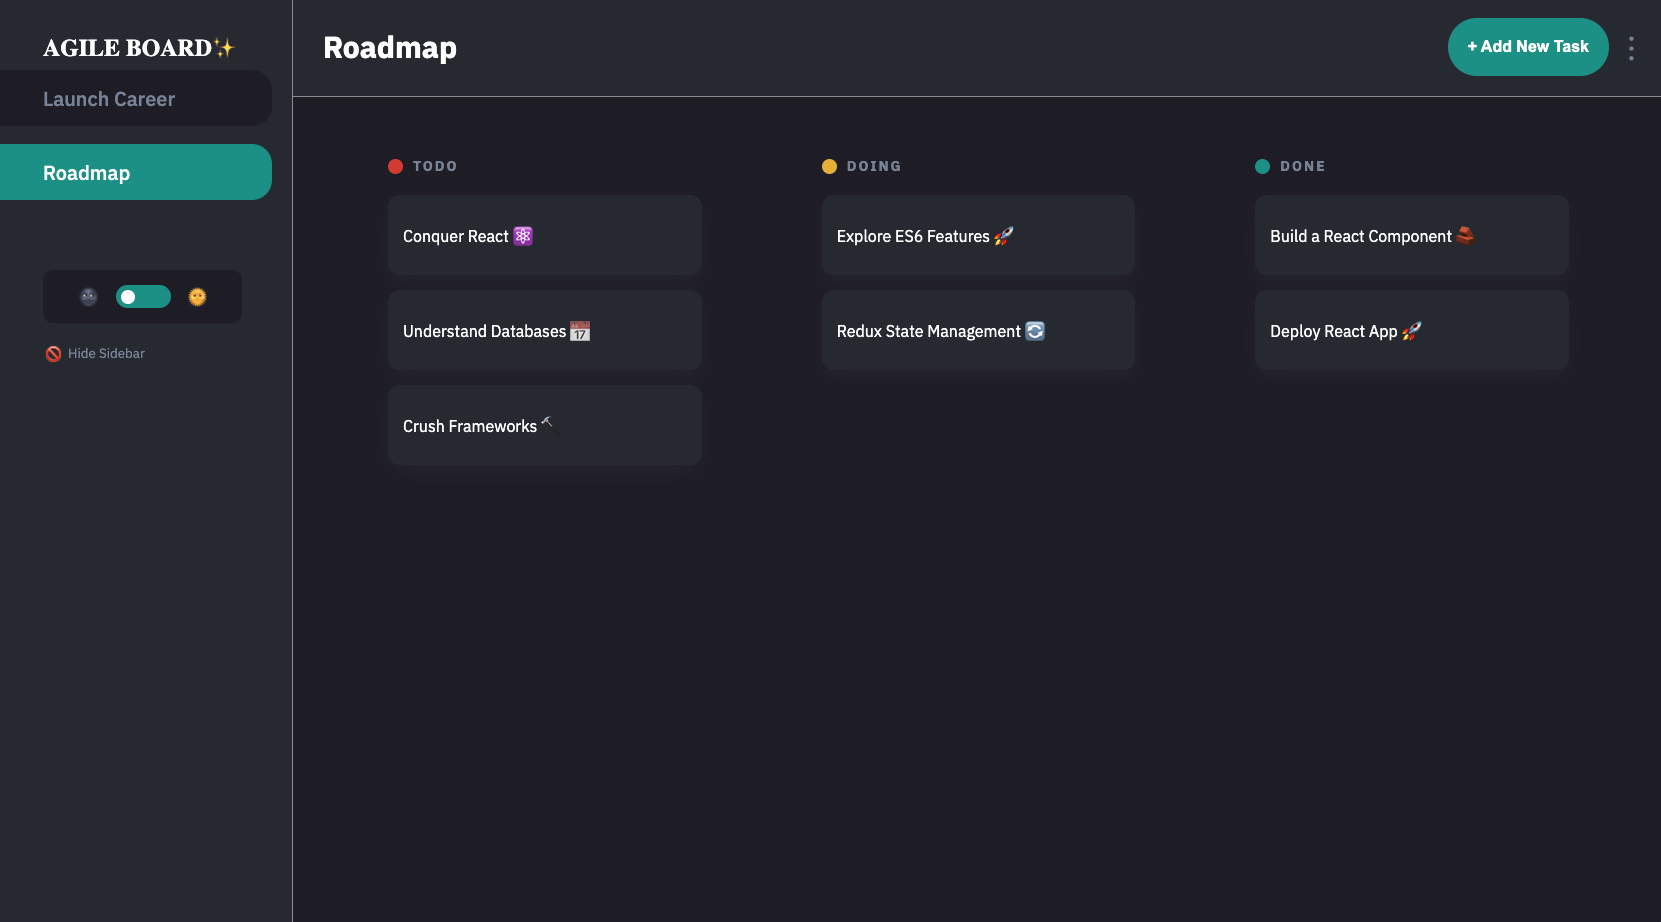 AGILE BOARD✨
Launch Career
Roadmap
Hide Sidebar
Roadmap
+ Add New Task
TODO
Conquer React ⚛️
Understand Databases 📅
Crush Frameworks 🔨
DOING
Explore ES6 Features 🚀
Redux State Management 🔄
DONE
Build a React Component 🧱
Deploy React App 🚀